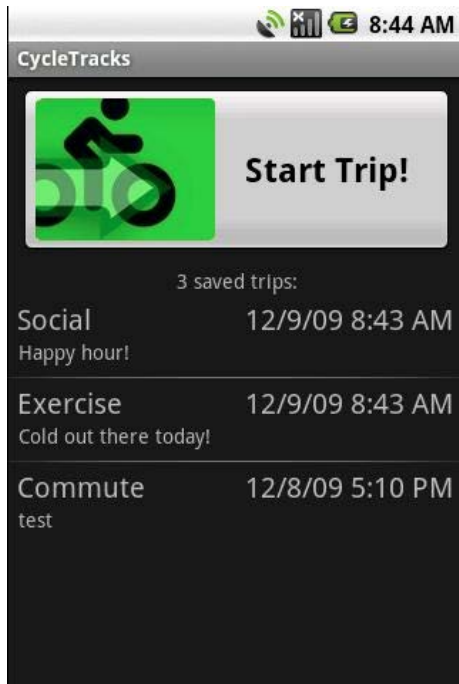 8:44 AM
CycleTracks
Start Trip!
3 saved trips:
Social 12/9/09 8:43 AM
Happy hour!
Exercise 12/9/09 8:43 AM
Cold out there today!
Commute 12/8/09 5:10 PM
test